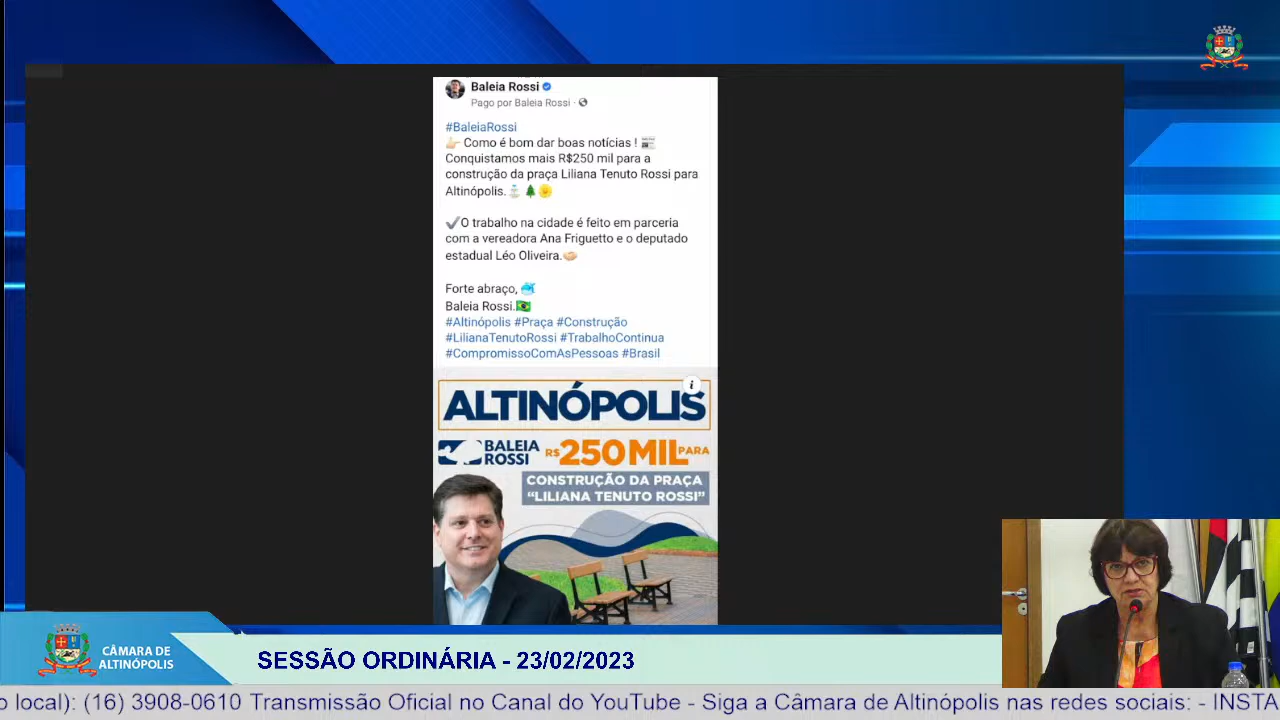 Baleia Rossi
Pago por Baleia Rossi ·
#BaleiaRossi
Como é bom dar boas notícias !
Conquistamos mais R$250 mil para a
construção da praça Liliana Tenuto Rossi para
Altinópolis.
O trabalho na cidade é feito em parceria
com a vereadora Ana Friguetto e o deputado
estadual Léo Oliveira.
Forte abraço,
Baleia Rossi.
#Altinópolis #Praça #Construção
#LilianaTenutoRossi #TrabalhoContinua
#CompromissoComAsPessoas #Brasil
ALTINÓPOLIS
BALEIA
ROSSI
R$250 MIL PARA
CONSTRUÇÃO DA PRAÇA
“LILIANA TENUTO ROSSI”
CÂMARA DE
ALTINÓPOLIS
SESSÃO ORDINÁRIA - 23/02/2023
o local): (16) 3908-0610 Transmissão Oficial no Canal do YouTube - Siga a Câmara de Altinópolis nas redes sociais: - INSTA